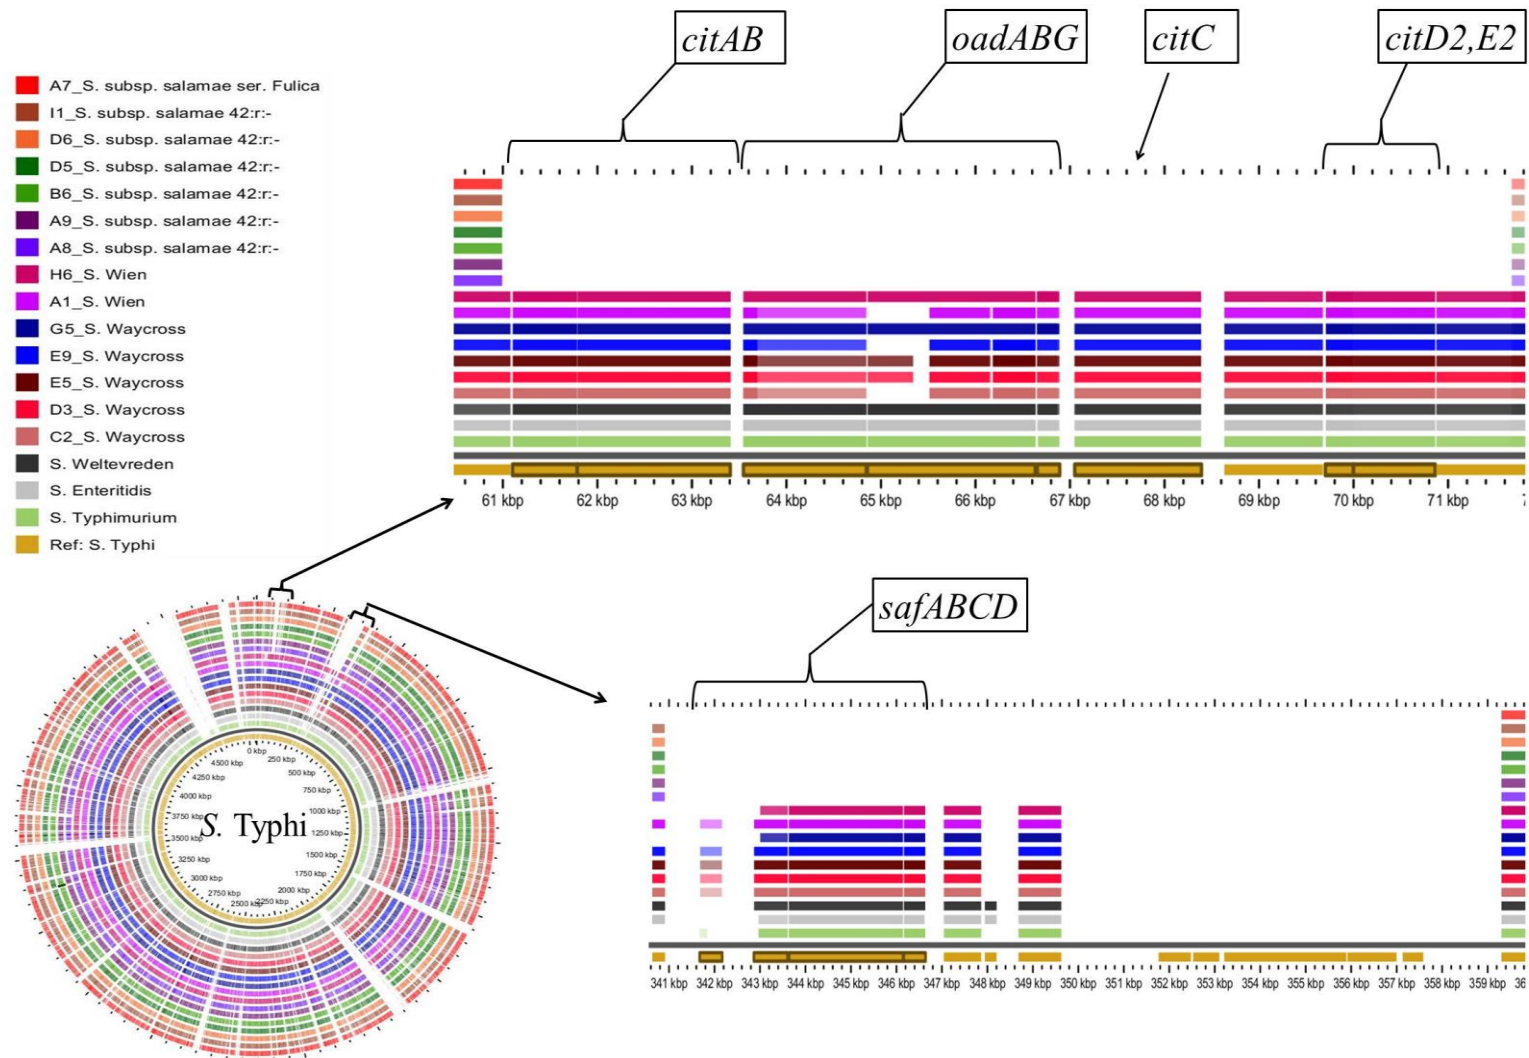 citAB
oadABG
citC
citD2,E2
A7_S. subsp. salamae ser. Fulica
I1_S. subsp. salamae 42:r:-
D6_S. subsp. salamae 42:r:-
D5_S. subsp. salamae 42:r:-
B6_S. subsp. salamae 42:r:-
A9_S. subsp. salamae 42:r:-
A8_S. subsp. salamae 42:r:-
H6_S. Wien
A1_S. Wien
G5_S. Waycross
E9_S. Waycross
E5_S. Waycross
D3_S. Waycross
C2_S. Waycross
S. Weltevreden
S. Enteritidis
S. Typhimurium
Ref: S. Typhi
61 kbp 62 kbp 63 kbp 64 kbp 65 kbp 66 kbp 67 kbp 68 kbp 69 kbp 70 kbp 71 kbp 7
safABCD
0 kbp
250 kbp
500 kbp
750 kbp
1000 kbp
1250 kbp
1500 kbp
1750 kbp
2000 kbp
2250 kbp
2500 kbp
2750 kbp
3000 kbp
3250 kbp
3500 kbp
3750 kbp
4000 kbp
4250 kbp
4500 kbp
S. Typhi
341 kbp 342 kbp 343 kbp 344 kbp 345 kbp 346 kbp 347 kbp 348 kbp 349 kbp 350 kbp 351 kbp 352 kbp 353 kbp 354 kbp 355 kbp 356 kbp 357 kbp 358 kbp 359 kbp 36